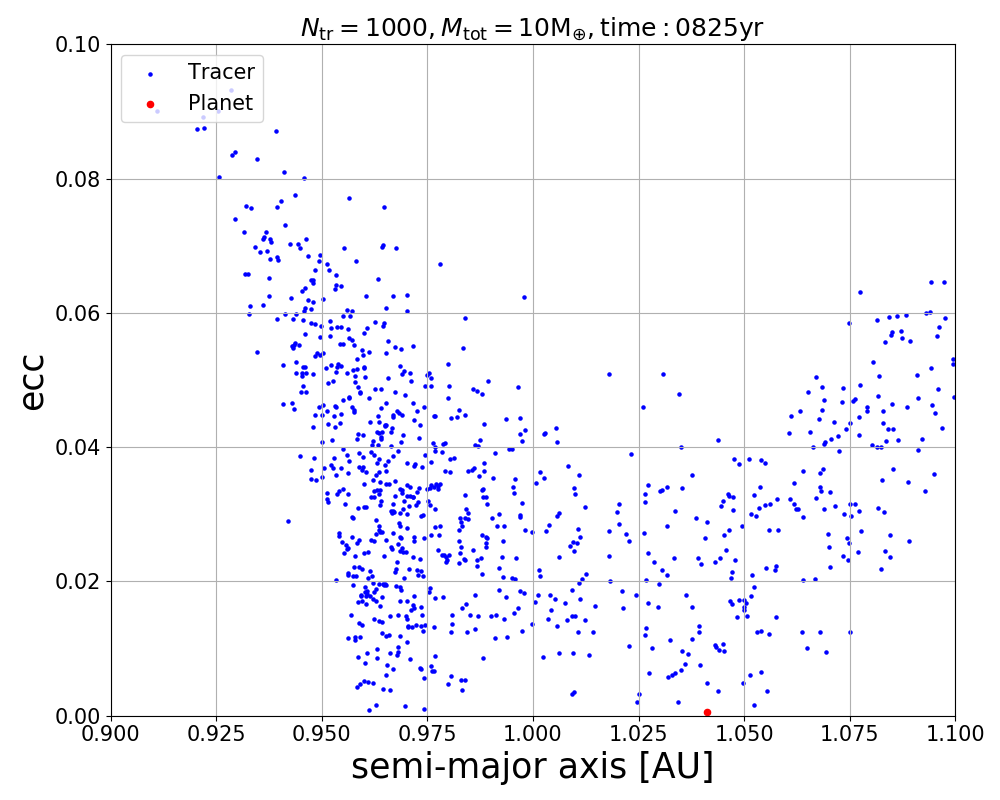 N_tr = 1000, M_tot = 10M_⊕, time : 0825yr
Tracer
Planet
0.10
0.08
0.06
0.04
0.02
0.00
ecc
0.900 0.925 0.950 0.975 1.000 1.025 1.050 1.075 1.100
semi-major axis [AU]